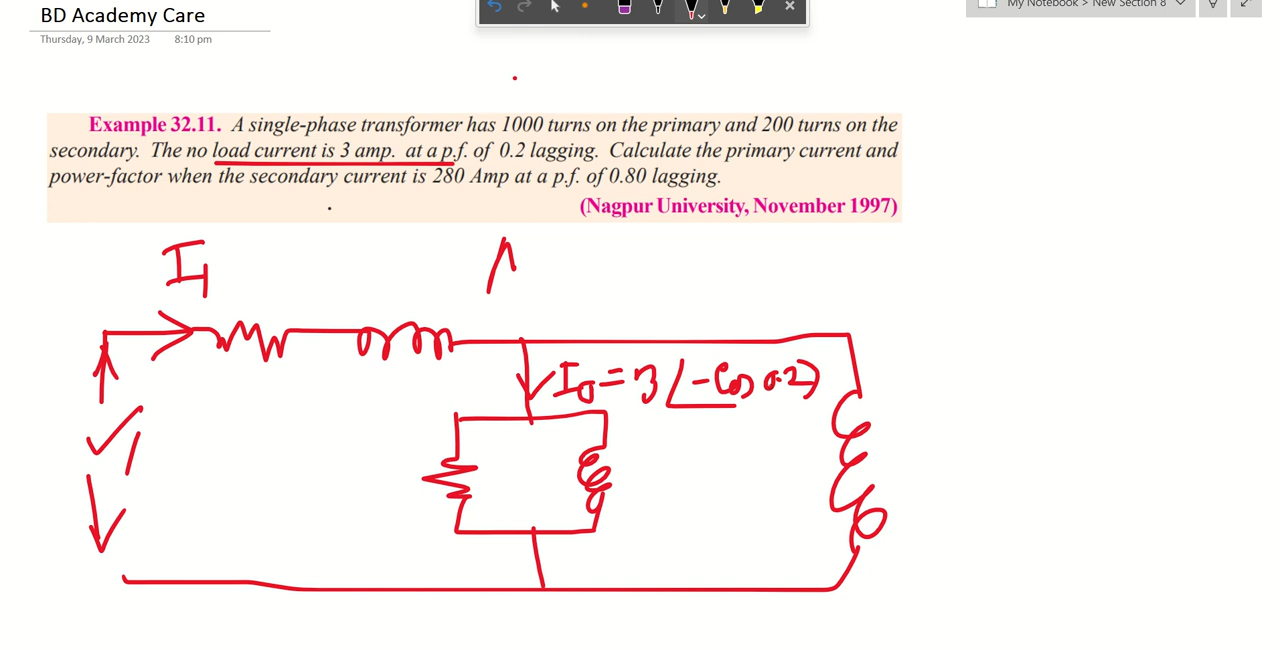 BD Academy Care
Thursday, 9 March 2023 8:10 pm
My Notebook > New Section 8
Example 32.11. A single-phase transformer has 1000 turns on the primary and 200 turns on the
secondary. The no load current is 3 amp. at a p.f. of 0.2 lagging. Calculate the primary current and
power-factor when the secondary current is 280 Amp at a p.f. of 0.80 lagging.
(Nagpur University, November 1997)
I1
I0 = 3 ∠-Cos 0.2)
V1